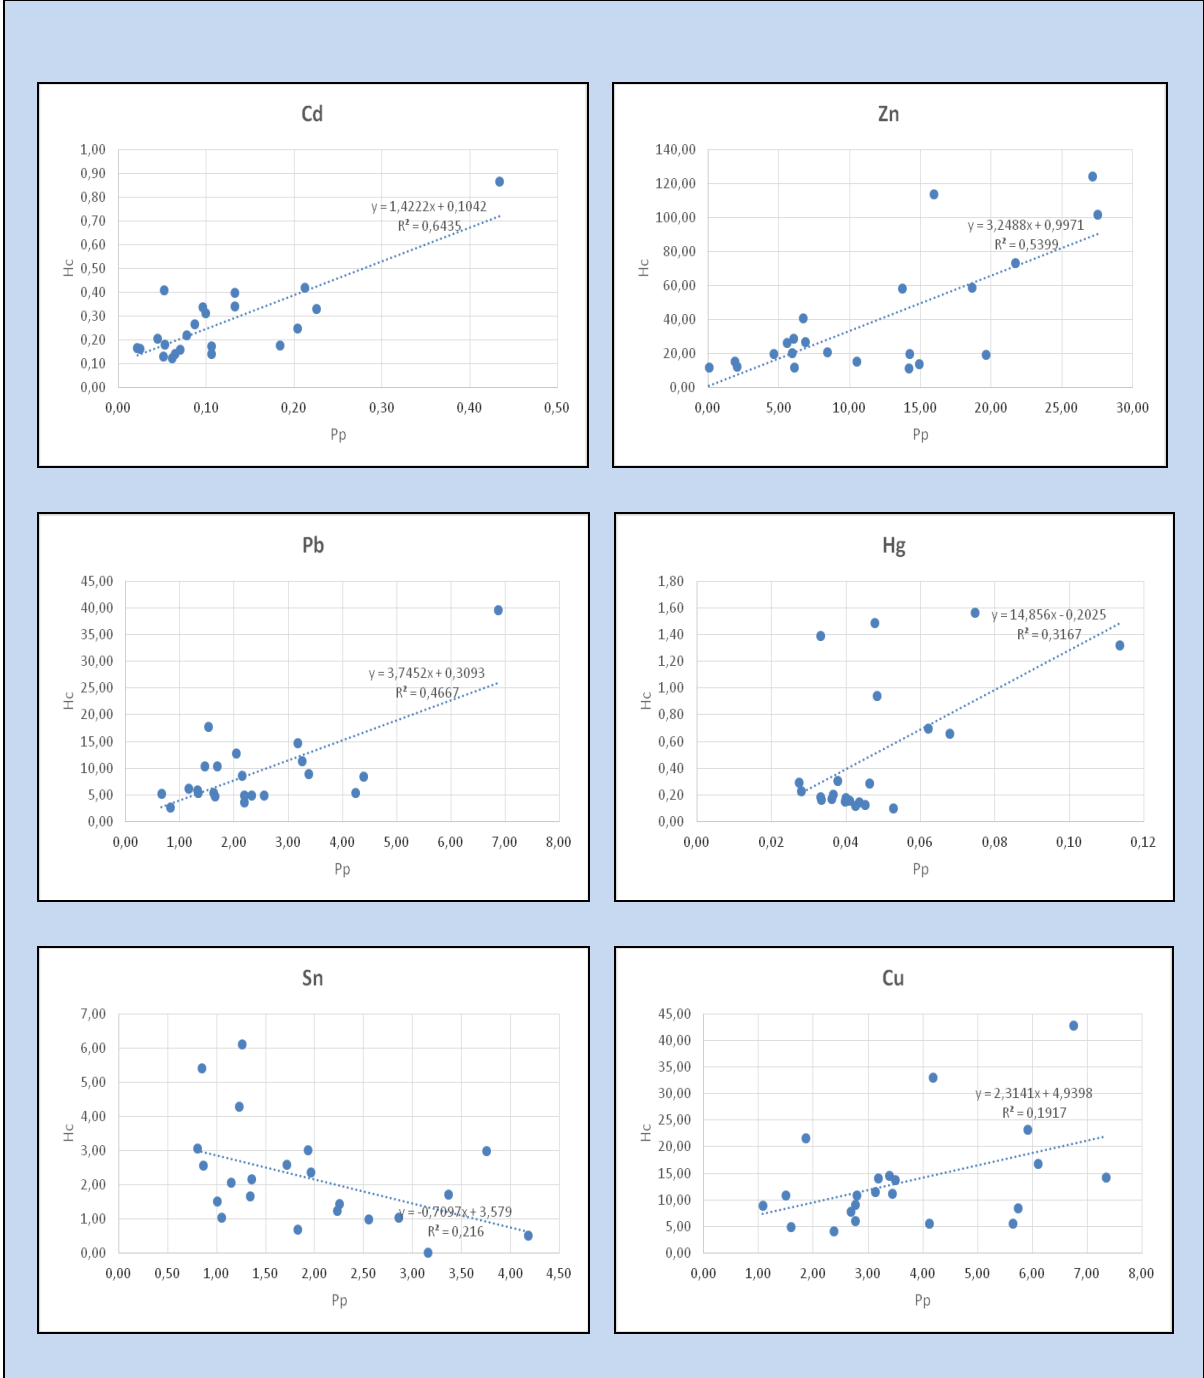 Cd
1,00
0,90
0,80
0,70
0,60
0,50
0,40
0,30
0,20
0,10
0,00
Hc
y = 1,4222x + 0,1042
R² = 0,6435
0,00 0,10 0,20 0,30 0,40 0,50
Pp
Zn
140,00
120,00
100,00
80,00
60,00
40,00
20,00
0,00
Hc
y = 3,2488x + 0,9971
R² = 0,5399
0,00 5,00 10,00 15,00 20,00 25,00 30,00
Pp
Pb
45,00
40,00
35,00
30,00
25,00
20,00
15,00
10,00
5,00
0,00
Hc
y = 3,7452x + 0,3093
R² = 0,4667
0,00 1,00 2,00 3,00 4,00 5,00 6,00 7,00 8,00
Pp
Hg
1,80
1,60
1,40
1,20
1,00
0,80
0,60
0,40
0,20
0,00
Hc
y = 14,856x - 0,2025
R² = 0,3167
0,00 0,02 0,04 0,06 0,08 0,10 0,12
Pp
Sn
7,00
6,00
5,00
4,00
3,00
2,00
1,00
0,00
Hc
y = -0,7097x + 3,579
R² = 0,216
0,00 0,50 1,00 1,50 2,00 2,50 3,00 3,50 4,00 4,50
Pp
Cu
45,00
40,00
35,00
30,00
25,00
20,00
15,00
10,00
5,00
0,00
Hc
y = 2,3141x + 4,9398
R² = 0,1917
0,00 1,00 2,00 3,00 4,00 5,00 6,00 7,00 8,00
Pp